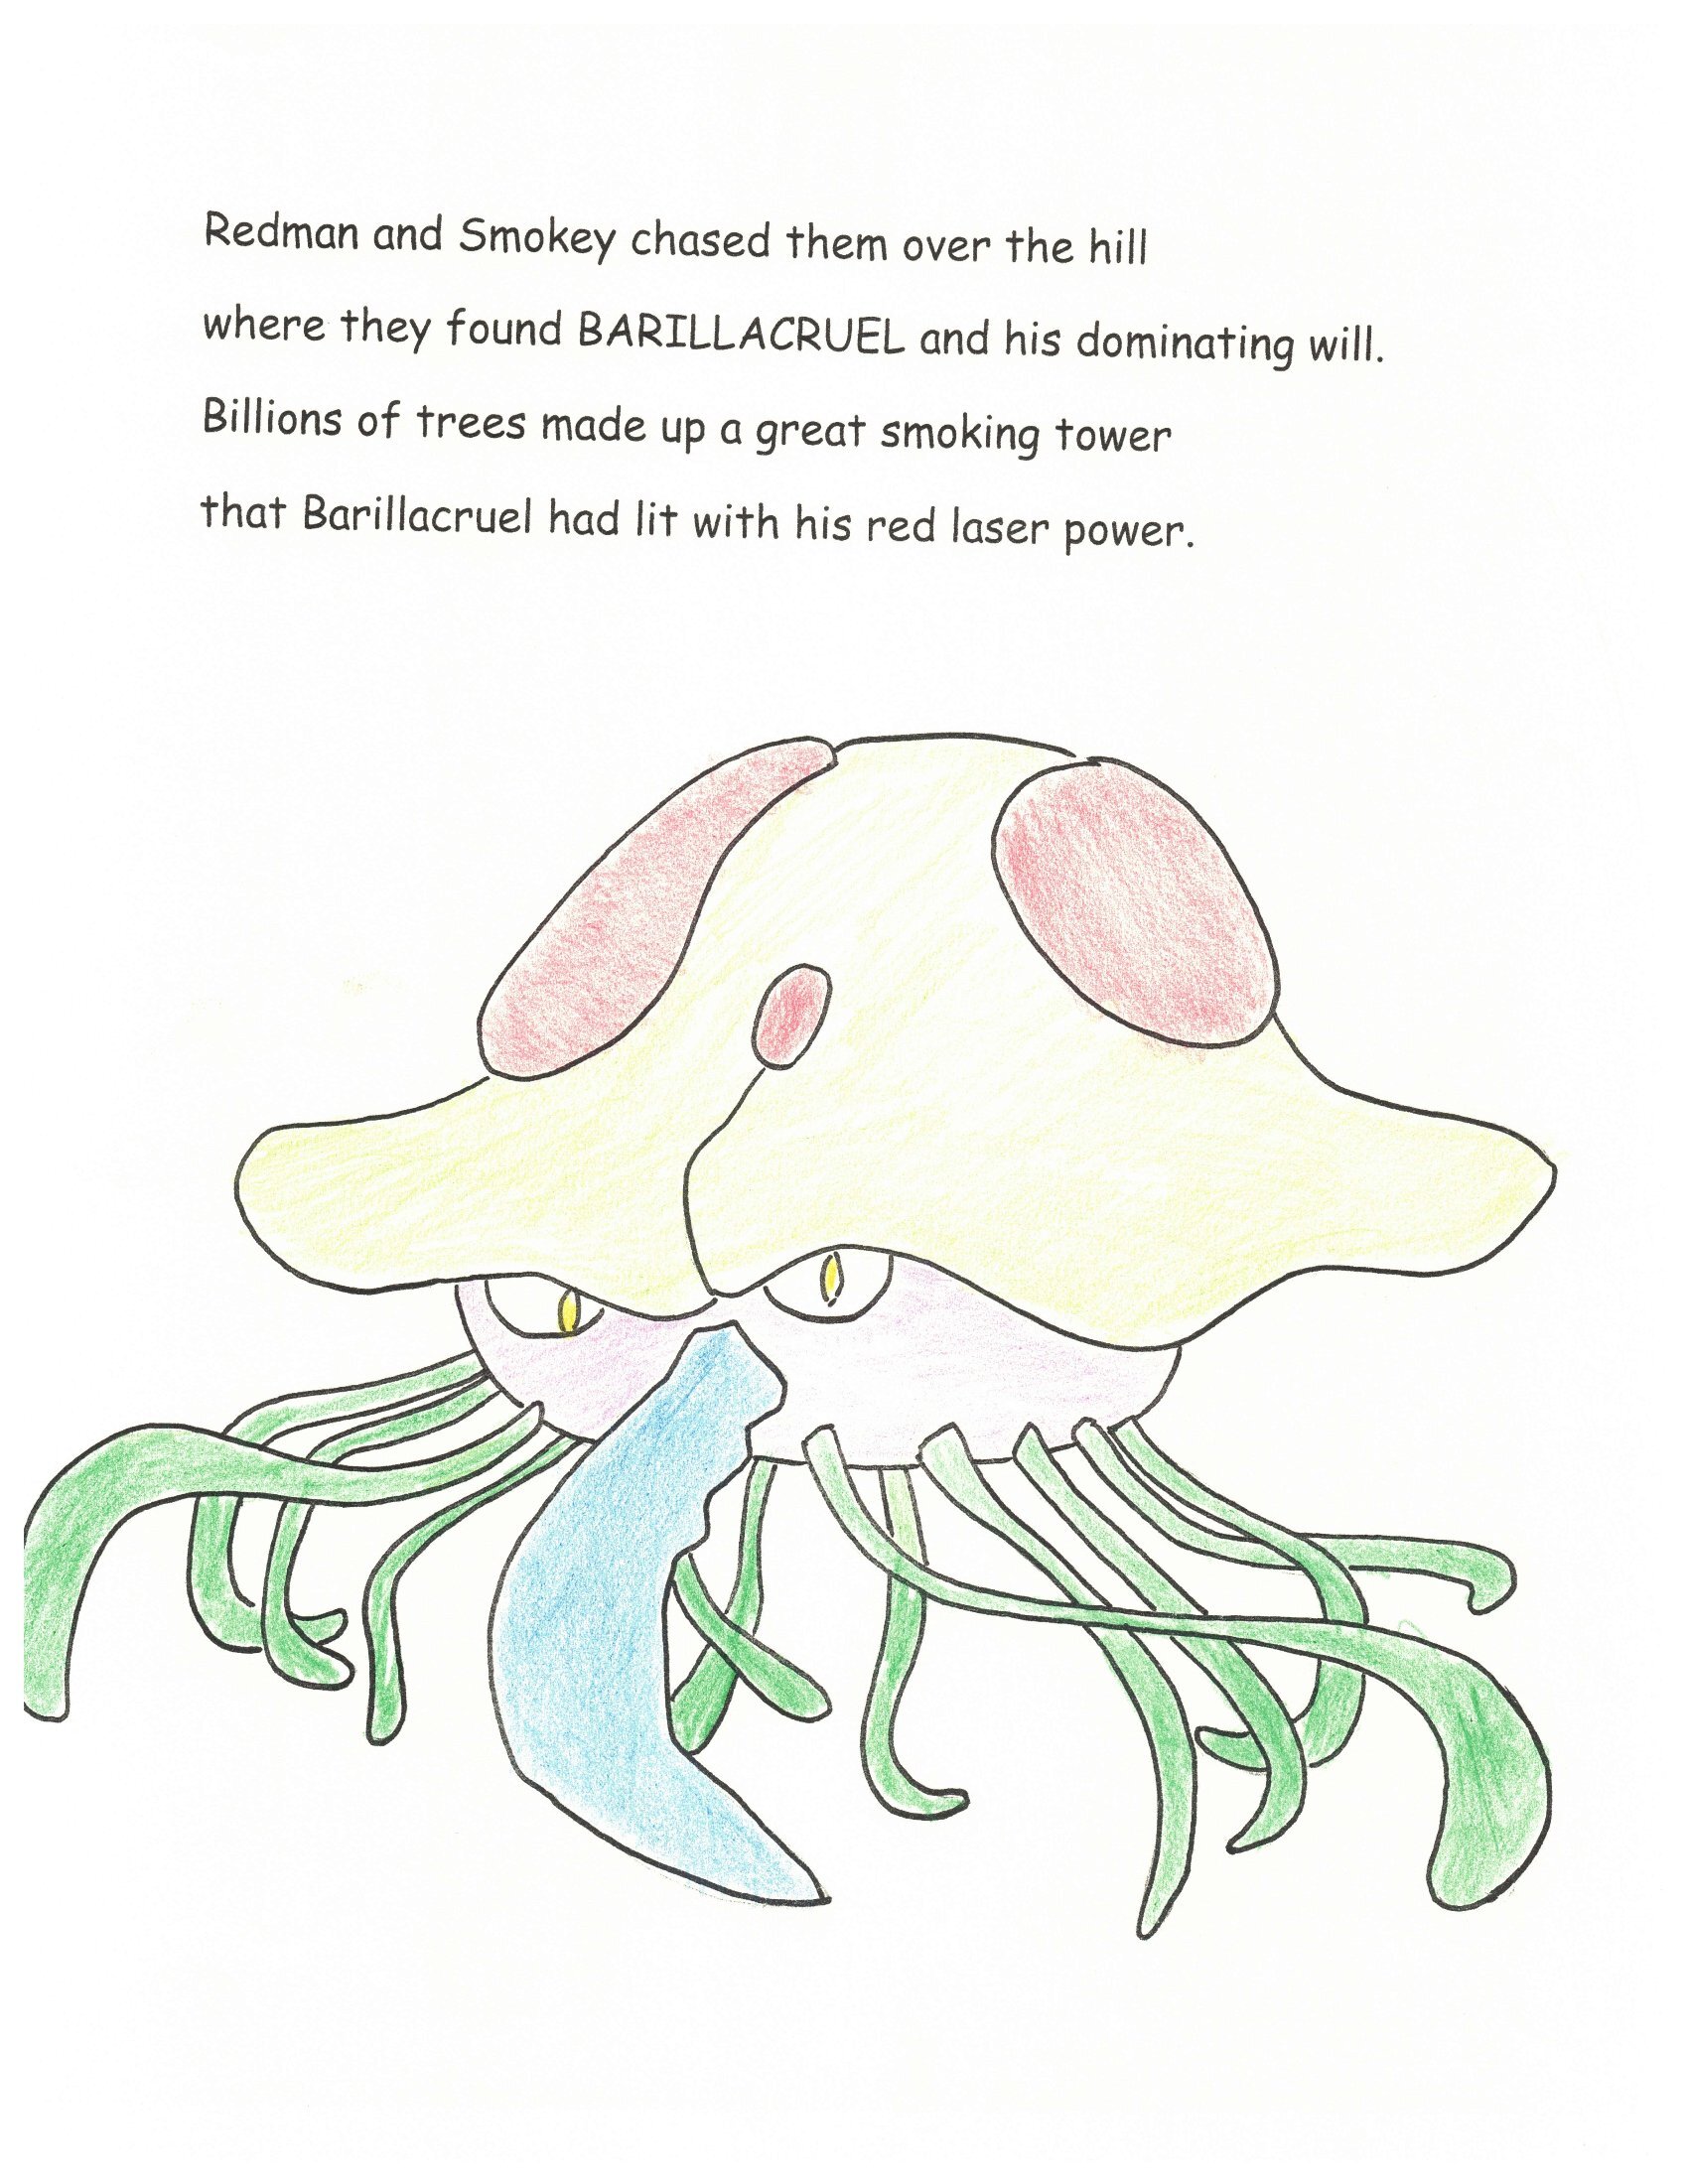 Redman and Smokey chased them over the hill
where they found BARILLACRUEL and his dominating will.
Billions of trees made up a great smoking tower
that Barillacruel had lit with his red laser power.